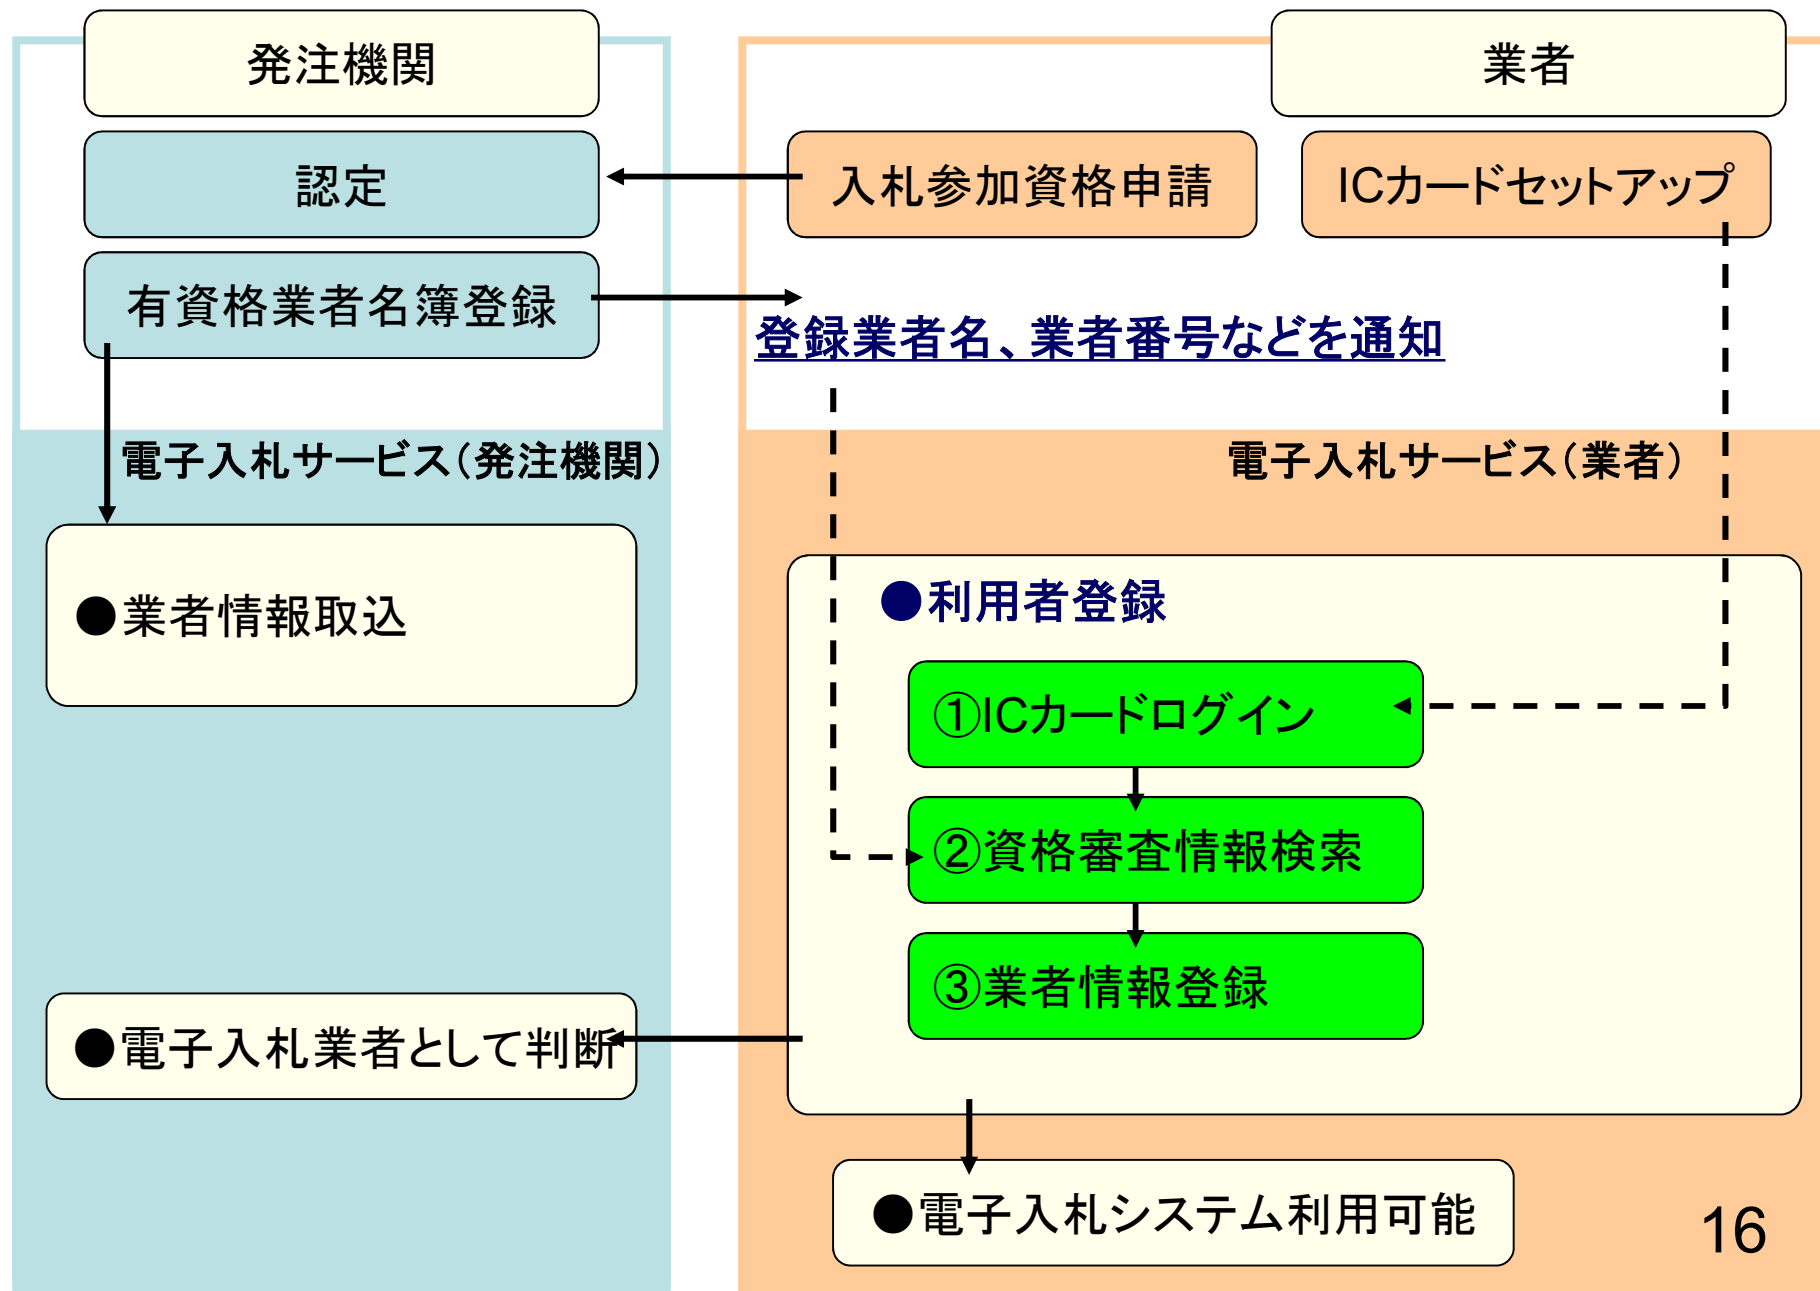 発注機関
業者
認定
入札参加資格申請
ICカードセットアップ
有資格業者名簿登録
登録業者名、業者番号などを通知
電子入札サービス（発注機関）
電子入札サービス（業者）
●業者情報取込
●利用者登録
①ICカードログイン
②資格審査情報検索
③業者情報登録
●電子入札業者として判断
●電子入札システム利用可能
16